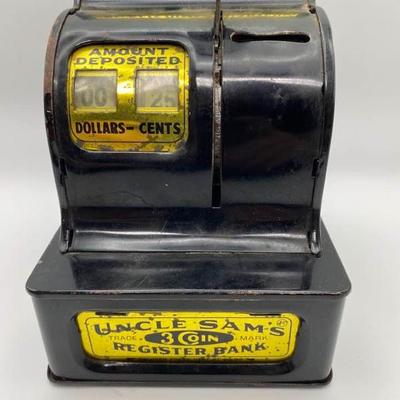 AMOUNT
DEPOSITED
00 25
DOLLARS - CENTS
UNCLE SAM'S
TRADE 3 COIN MARK
REGISTER BANK